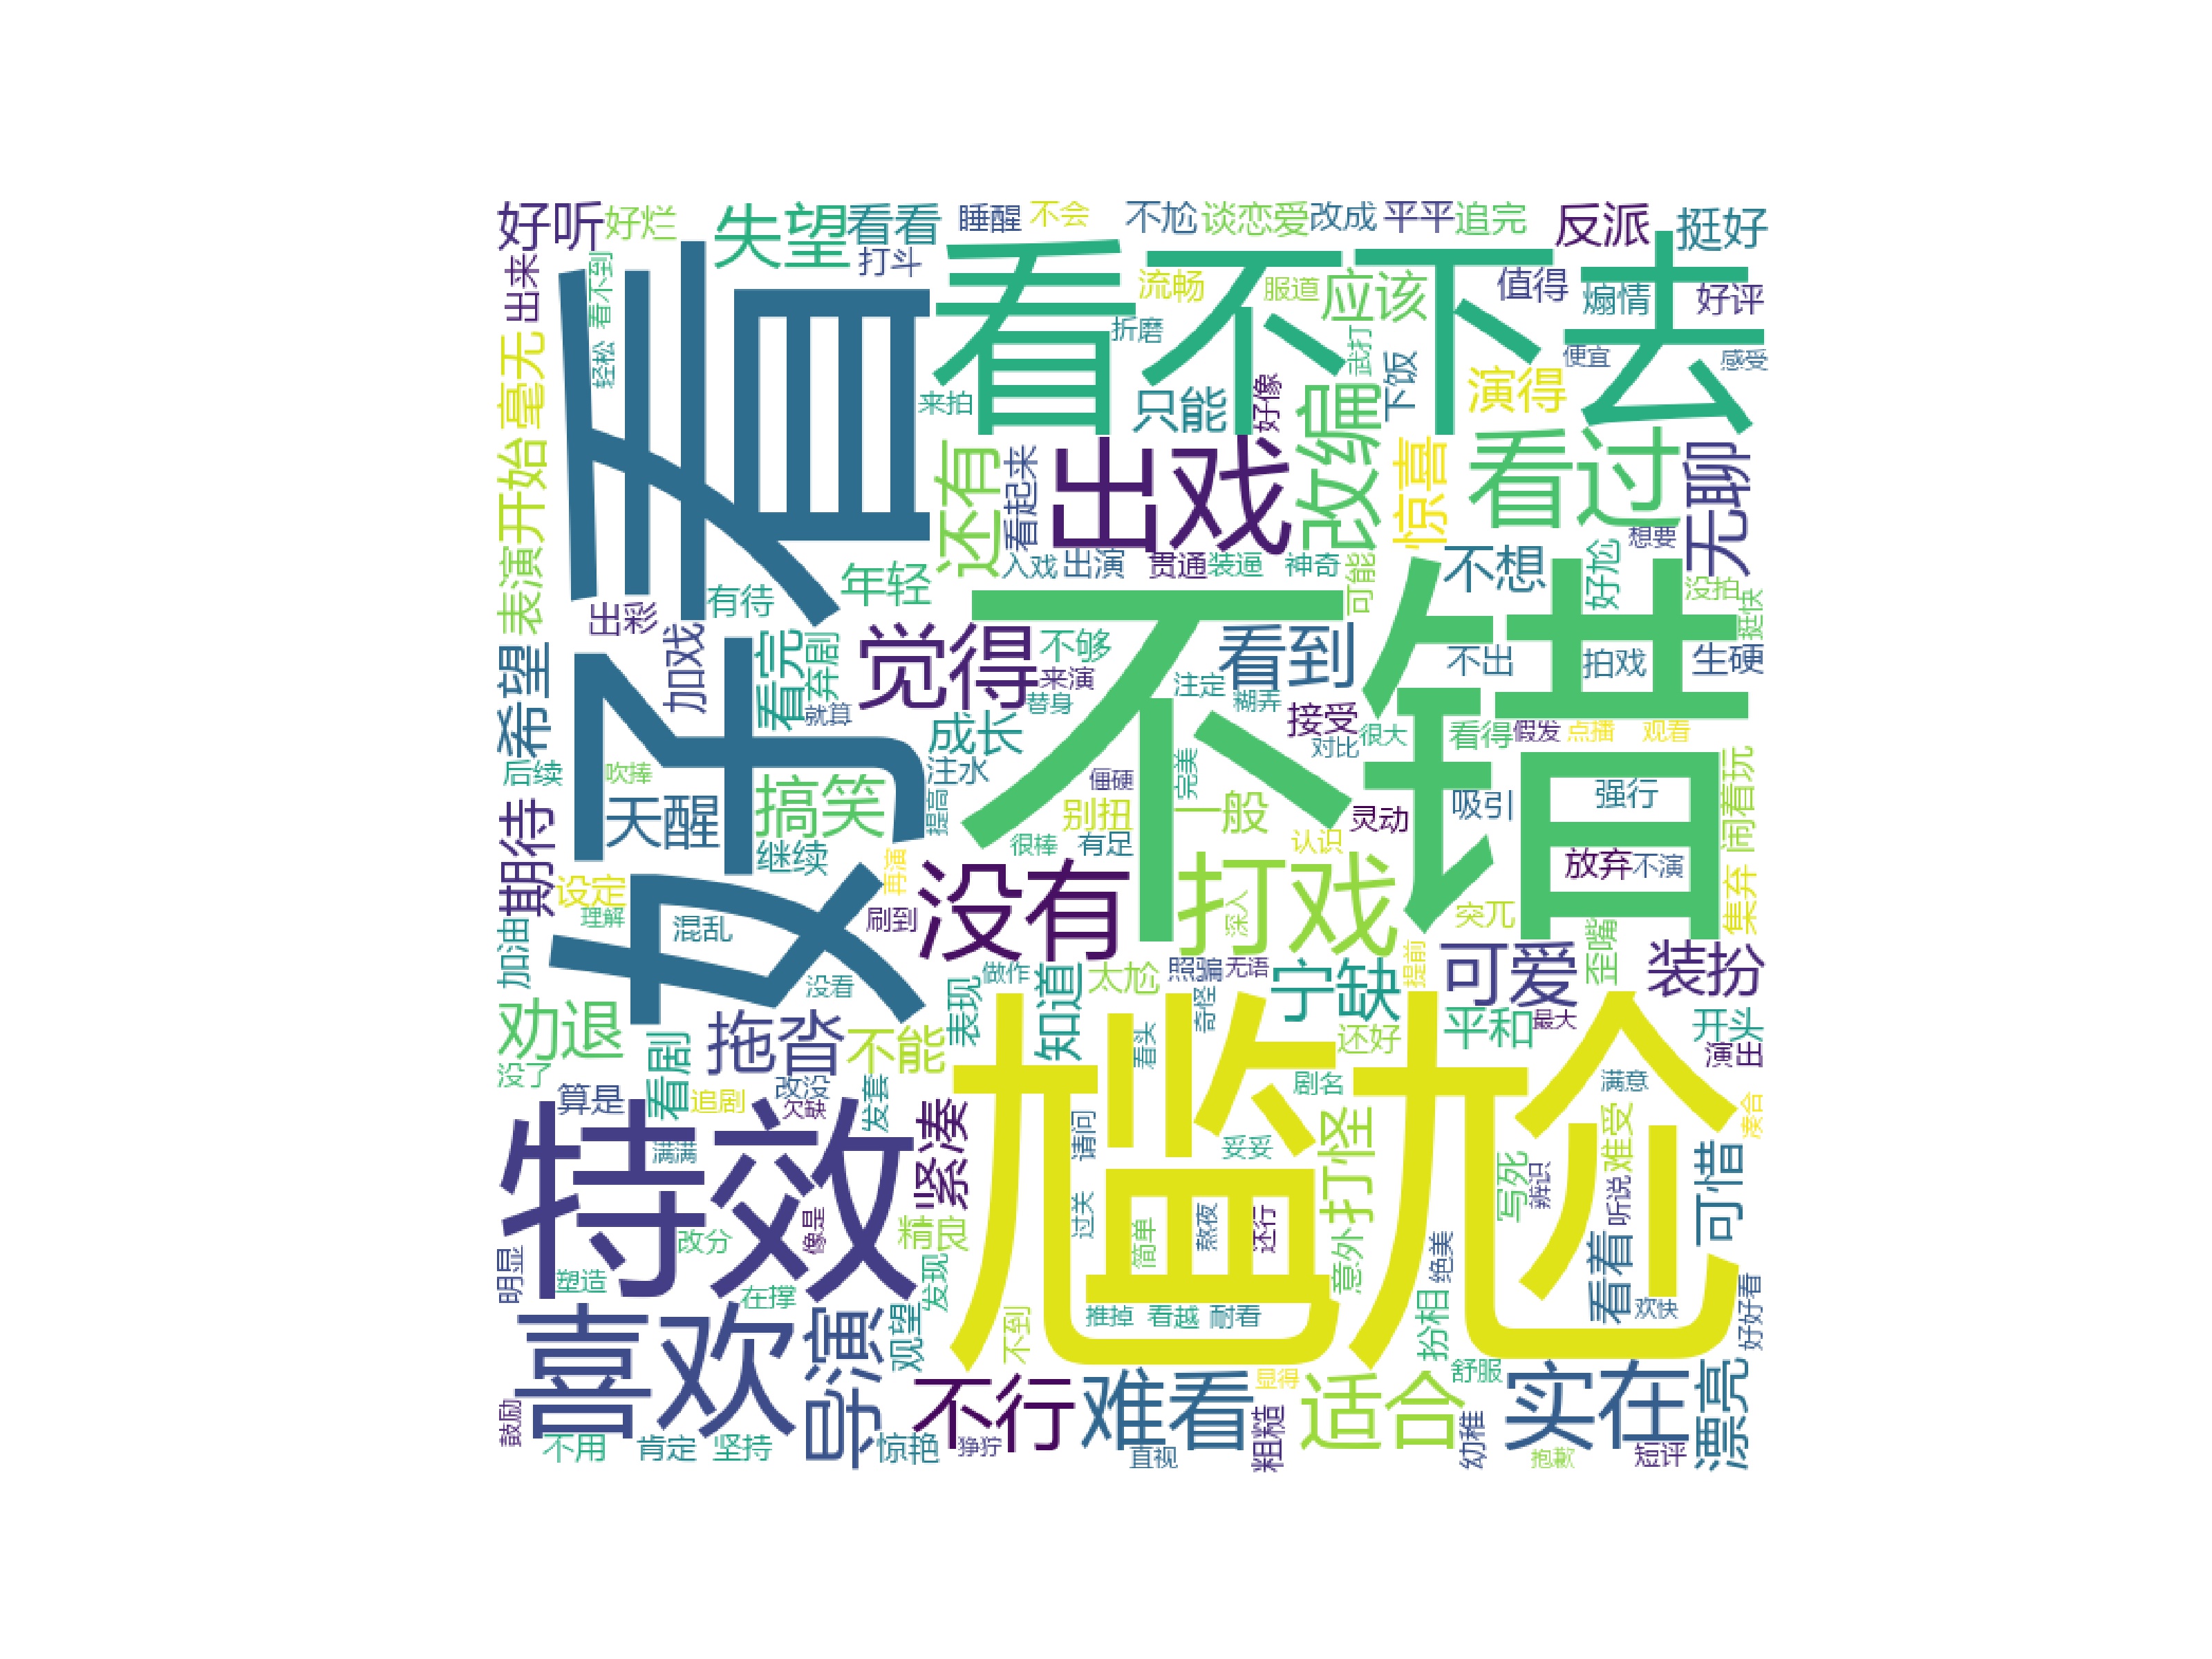 好听
好烂
失望
看看
睡醒
不会
不尬
谈恋爱
改成
平平
追完
反派
挺好
出来
看不到
轻松
打斗
好看
看不下去
流畅
服道
应该
值得
煽情
好评
折磨
武打
便宜
感受
毫无
来拍
只能
好像
改编
下饭
演得
表演
开始
还有
看起来
出戏
惊喜
看过
无聊
想要
入戏
出演
贯通
装逼
神奇
可能
不想
好尬
没拍
挺快
出彩
有待
年轻
不错
希望
加戏
看完
弃剧
觉得
不够
来演
替身
看到
注定
糊弄
接受
对比
很大
不出
拍戏
生硬
看得
假发
点播
观看
就算
成长
注水
后续
吹捧
天醒
搞笑
继续
提高
僵硬
完美
别扭
一般
灵动
吸引
强行
闹着玩
期待
设定
理解
混乱
再演
刷到
很棒
有足
认识
放弃
不演
集弃
没有
打戏
深入
突兀
加油
没看
做作
太尬
照骗
无语
提前
可爱
歪嘴
装扮
劝退
没了
拖沓
不能
表现
知道
奇怪
看头
宁缺
还好
平和
最大
开头
演出
尴尬
算是
看剧
追剧
改没
欠缺
发套
剧名
满意
凑合
特效
满满
像是
改分
紧凑
精良
请问
过关
妥妥
打怪
写死
辨识
听说
难受
可惜
明显
塑造
在撑
发现
简单
熬夜
还行
意外
绝美
看着
欢快
好好看
喜欢
导演
观望
不到
推掉
看越
耐看
扮相
鼓励
不用
肯定
坚持
惊艳
狰狞
不行
难看
直视
显得
粗糙
适合
舒服
幼稚
实在
抱歉
短评
漂亮